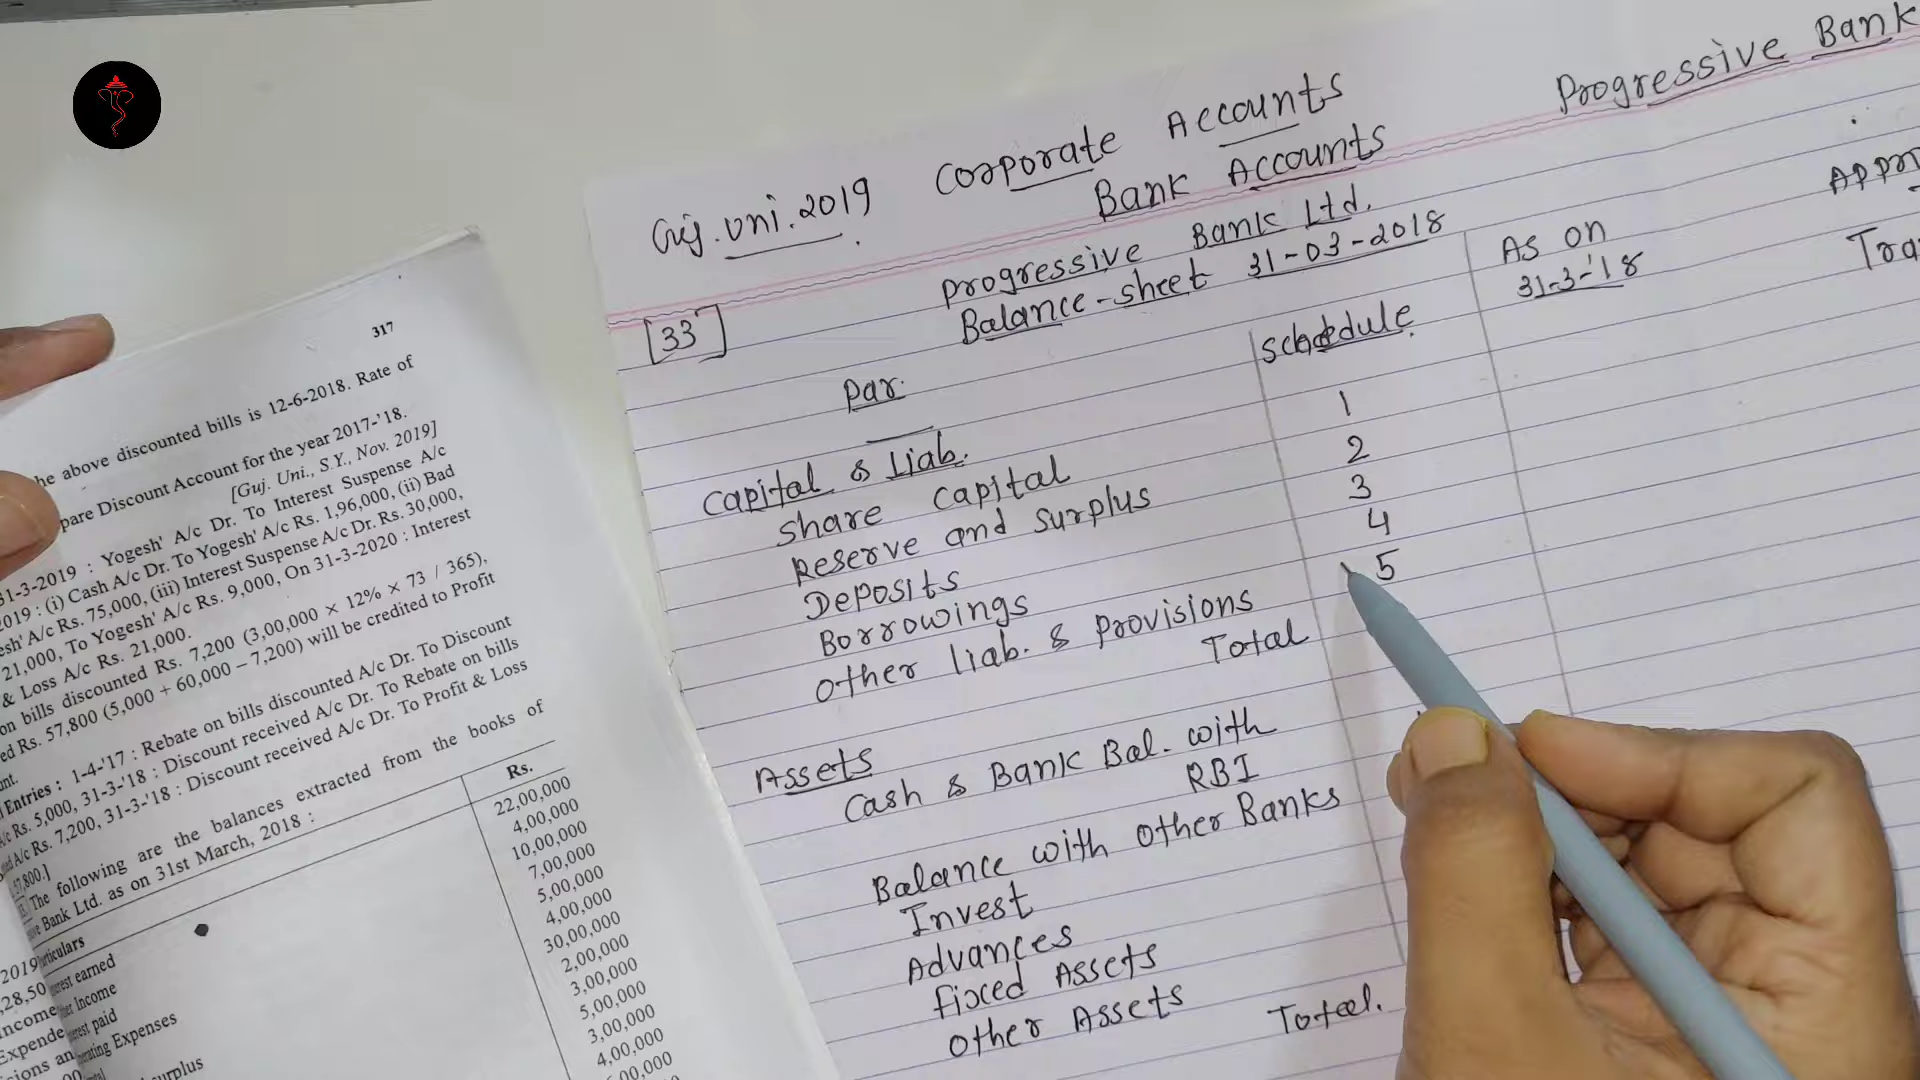 317
he above discounted bills is 12-6-2018. Rate of
pare Discount Account for the year 2017-'18.
[Guj. Uni., S.Y., Nov. 2019]
31-3-2019 : Yogesh' A/c Dr. To Interest Suspense A/c
2019 : (i) Cash A/c Dr. To Yogesh' A/c Rs. 1,96,000, (ii) Bad
esh' A/c Rs. 75,000, (iii) Interest Suspense A/c Dr. Rs. 30,000,
21,000, To Yogesh' A/c Rs. 9,000, On 31-3-2020 : Interest
& Loss A/c Rs. 21,000.
on bills discounted Rs. 7,200 (3,00,000 × 12% × 73 / 365),
ed Rs. 57,800 (5,000 + 60,000 – 7,200) will be credited to Profit
Entries : 1-4-'17 : Rebate on bills discounted A/c Dr. To Discount
A/c Rs. 5,000, 31-3-'18 : Discount received A/c Dr. To Rebate on bills
A/c Rs. 7,200, 31-3-'18 : Discount received A/c Dr. To Profit & Loss
57,800.]
The following are the balances extracted from the books of
Bank Ltd. as on 31st March, 2018 :
Rs.
22,00,000
4,00,000
10,00,000
7,00,000
5,00,000
4,00,000
30,00,000
2,00,000
3,00,000
5,00,000
3,00,000
4,00,000
iculars
rest earned
Income
rest paid
rating Expenses
surplus
2019
28,50
Income
Expende
sions an
Guj. Uni. 2019
Corporate Accounts
Bank Accounts
Progressive Bank
[33]
Progressive Bank Ltd.
Balance-sheet 31-03-2018
Par.
Schedule
As on
31-3-'18
Capital & Liab.
Share Capital 1
Reserve and Surplus 2
Deposits 3
Borrowings 4
Other liab. & provisions 5
Total
Assets
Cash & Bank Bal. with
RBI
Balance with other Banks
Invest
Advances
Fixed Assets
Other Assets
Total.